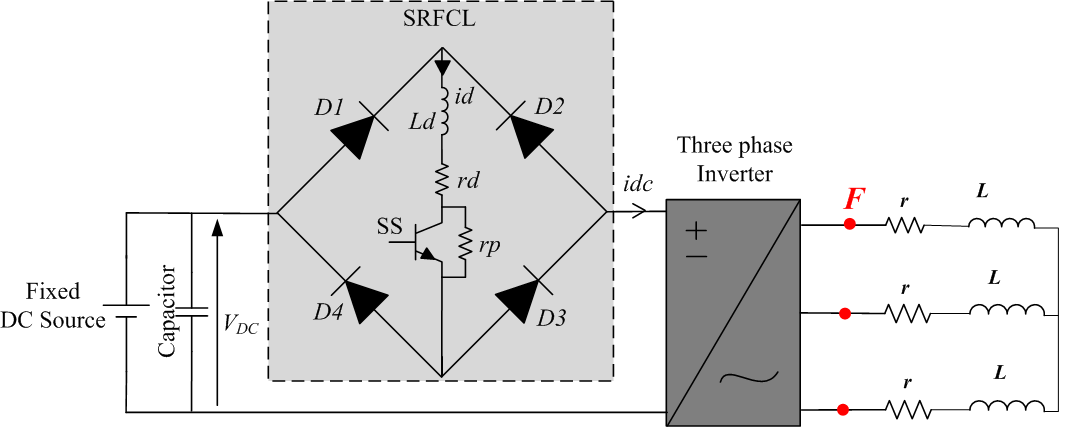 SRFCL
D1
id
D2
Ld
rd
SS
rp
D4
D3
Fixed
DC Source
Capacitor
VDC
idc
Three phase
Inverter
+
−
~
F
r
L
r
L
r
L